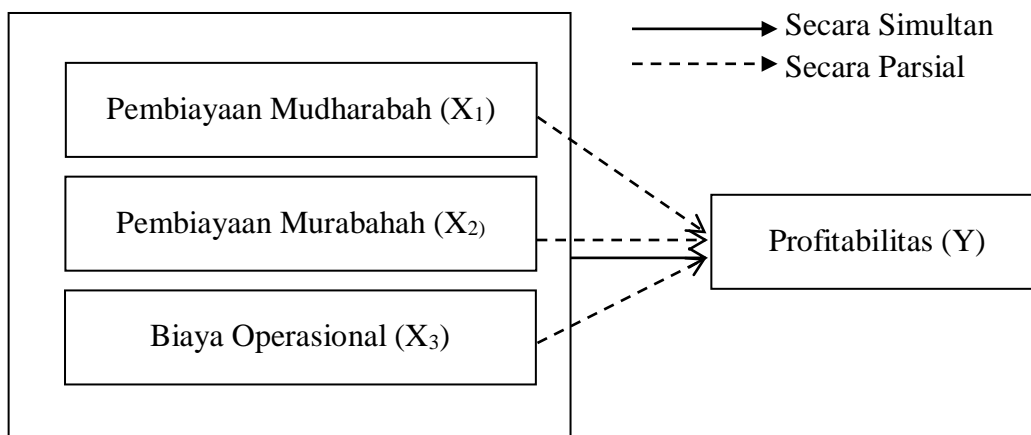 Secara Simultan
Secara Parsial
Pembiayaan Mudharabah (X₁)
Pembiayaan Murabahah (X₂₎
Profitabilitas (Y)
Biaya Operasional (X₃)